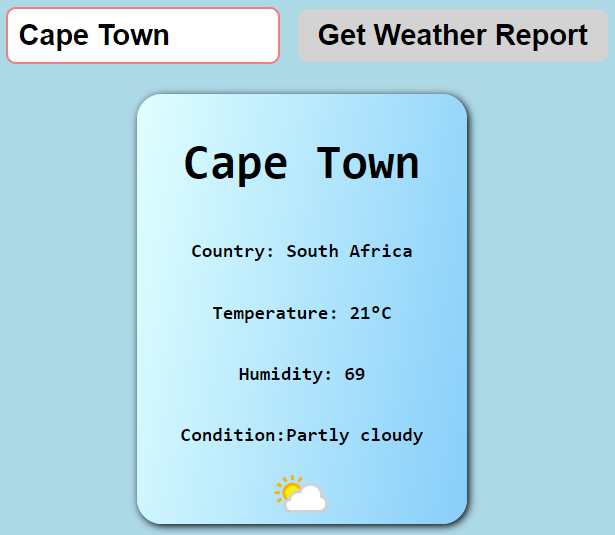 Cape Town
Get Weather Report
Cape Town
Country: South Africa
Temperature: 21°C
Humidity: 69
Condition:Partly cloudy